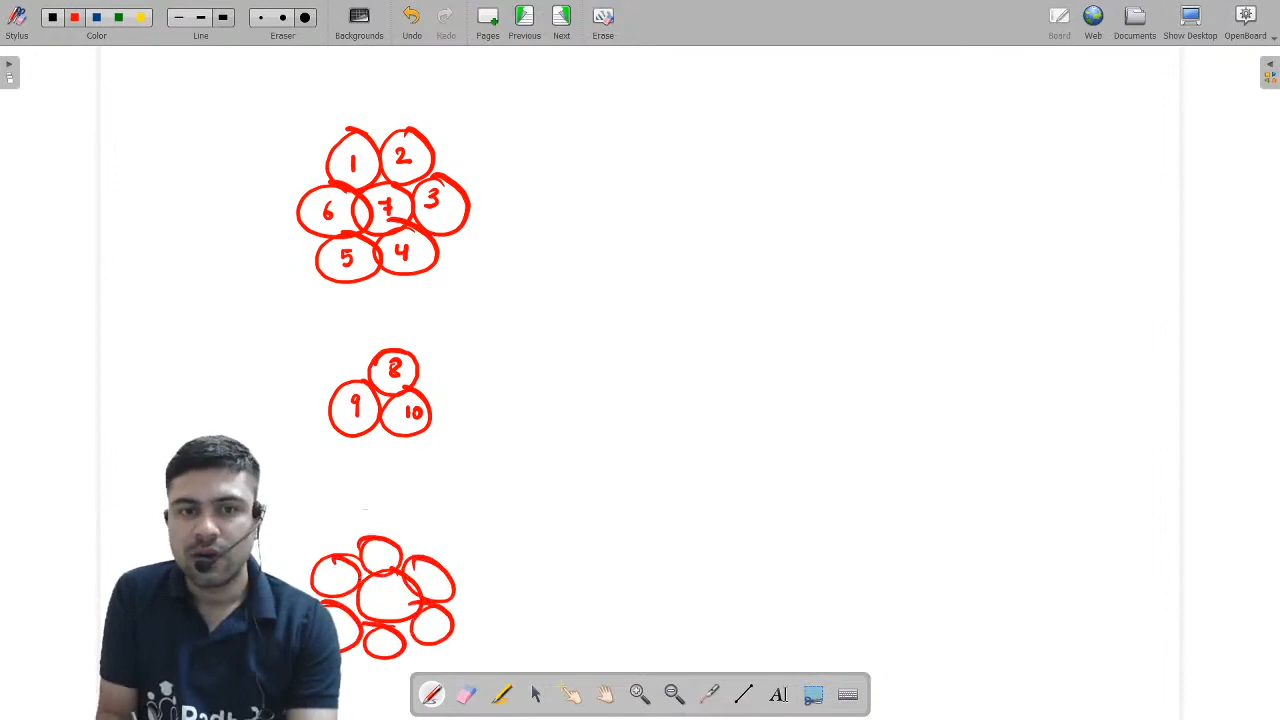 Stylus
Color
Line
Eraser
Backgrounds
Undo
Redo
Pages
Previous
Next
Erase
Board
Web
Documents
Show Desktop
OpenBoard
1 2
6 7 3
5 4
8
9 10
AI